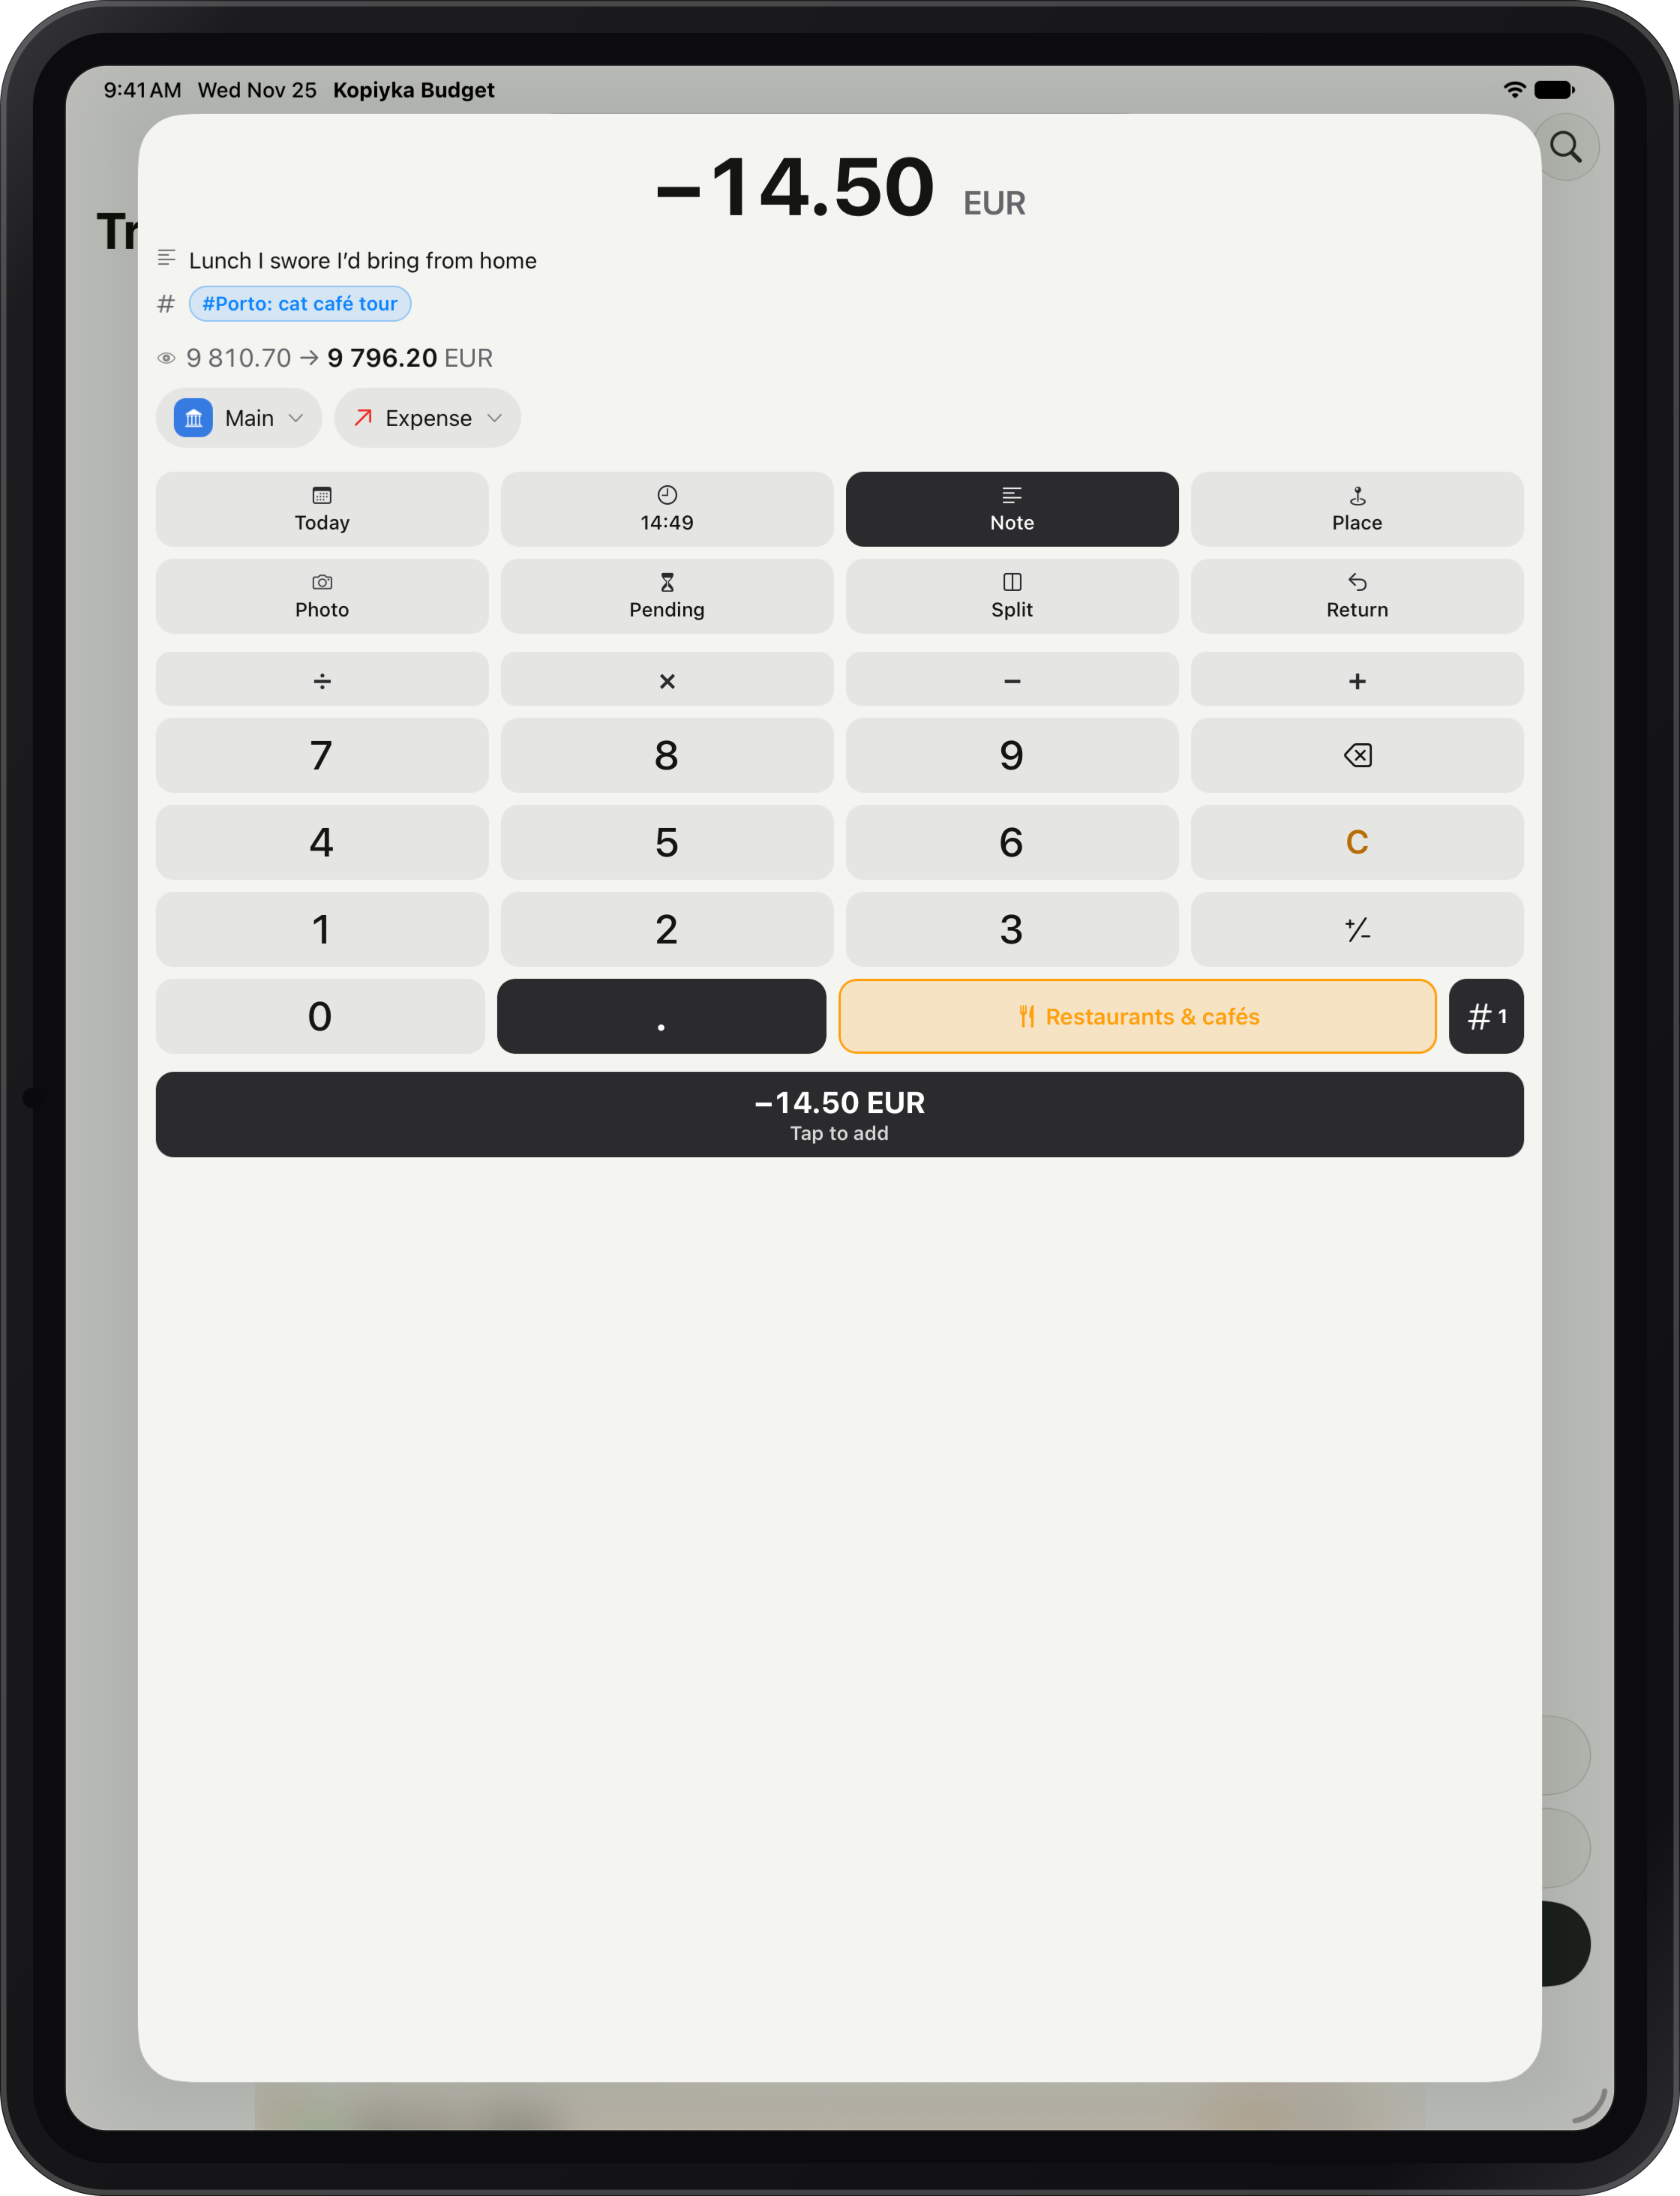 9:41 AM Wed Nov 25 Kopiyka Budget
Tr
−14.50 EUR
Lunch I swore I’d bring from home
# #Porto: cat café tour
9 810.70 → 9 796.20 EUR
Main Expense
Today 14:49 Note Place
Photo Pending Split Return
÷ × − +
7 8 9
4 5 6 C
1 2 3 +/−
0 . Restaurants & cafés # 1
−14.50 EUR
Tap to add